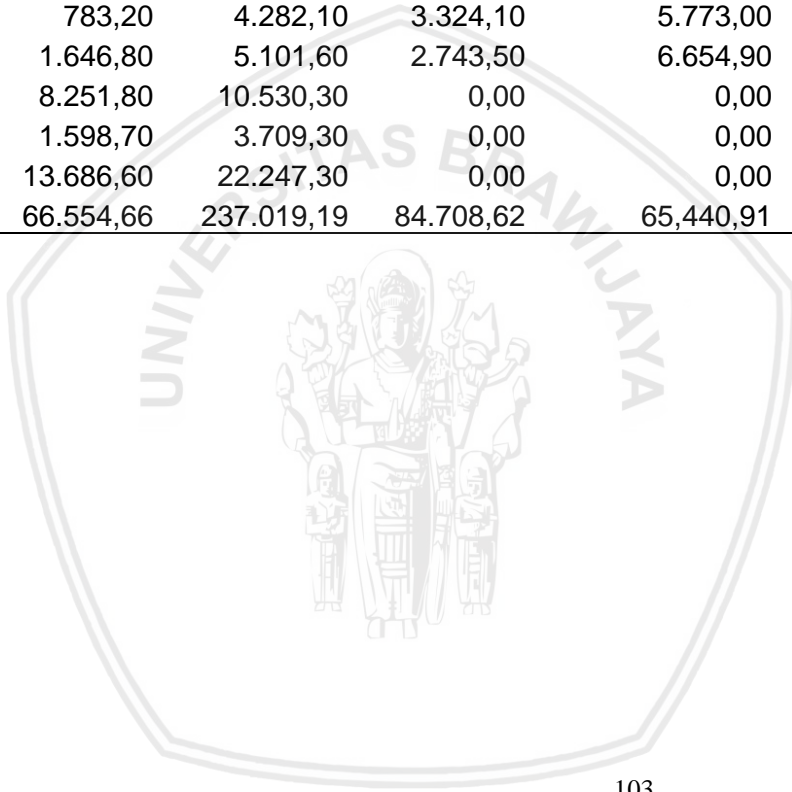 783,20 4.282,10 3.324,10 5.773,00
1.646,80 5.101,60 2.743,50 6.654,90
8.251,80 10.530,30 0,00 0,00
1.598,70 3.709,30 0,00 0,00
13.686,60 22.247,30 0,00 0,00
66.554,66 237.019,19 84.708,62 65,440,91
UNIVERSITAS BRAWIJAYA
103